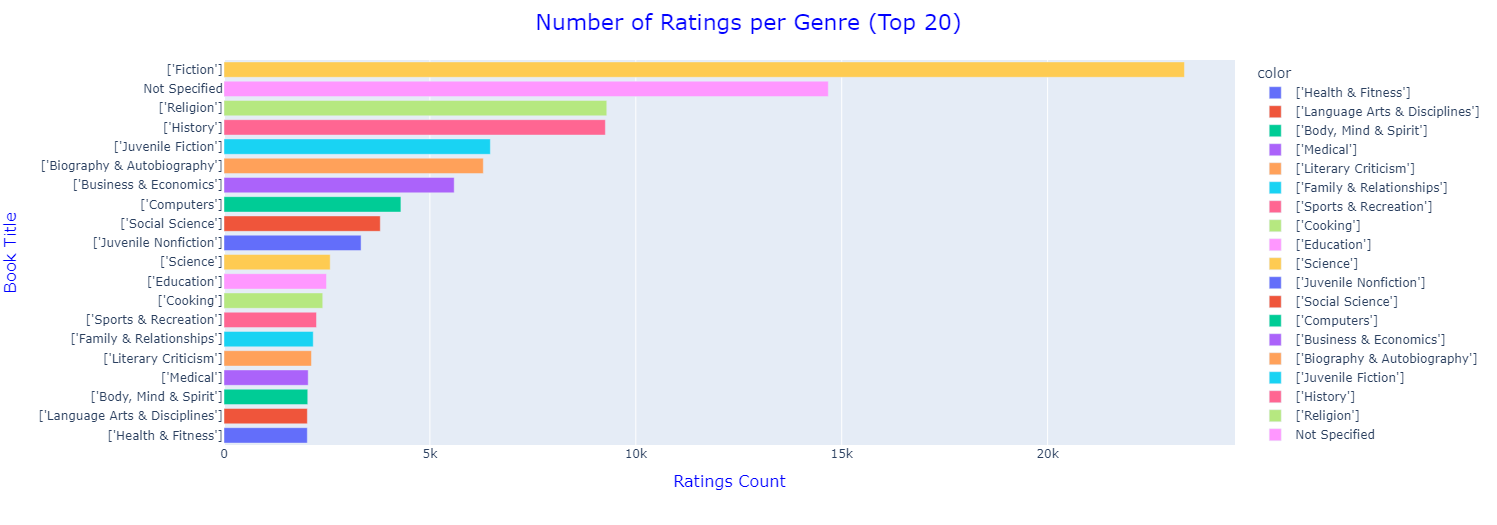 Number of Ratings per Genre (Top 20)
Book Title
['Fiction']
Not Specified
['Religion']
['History']
['Juvenile Fiction']
['Biography & Autobiography']
['Business & Economics']
['Computers']
['Social Science']
['Juvenile Nonfiction']
['Science']
['Education']
['Cooking']
['Sports & Recreation']
['Family & Relationships']
['Literary Criticism']
['Medical']
['Body, Mind & Spirit']
['Language Arts & Disciplines']
['Health & Fitness']
0 5k 10k 15k 20k
Ratings Count
color
['Health & Fitness']
['Language Arts & Disciplines']
['Body, Mind & Spirit']
['Medical']
['Literary Criticism']
['Family & Relationships']
['Sports & Recreation']
['Cooking']
['Education']
['Science']
['Juvenile Nonfiction']
['Social Science']
['Computers']
['Business & Economics']
['Biography & Autobiography']
['Juvenile Fiction']
['History']
['Religion']
Not Specified